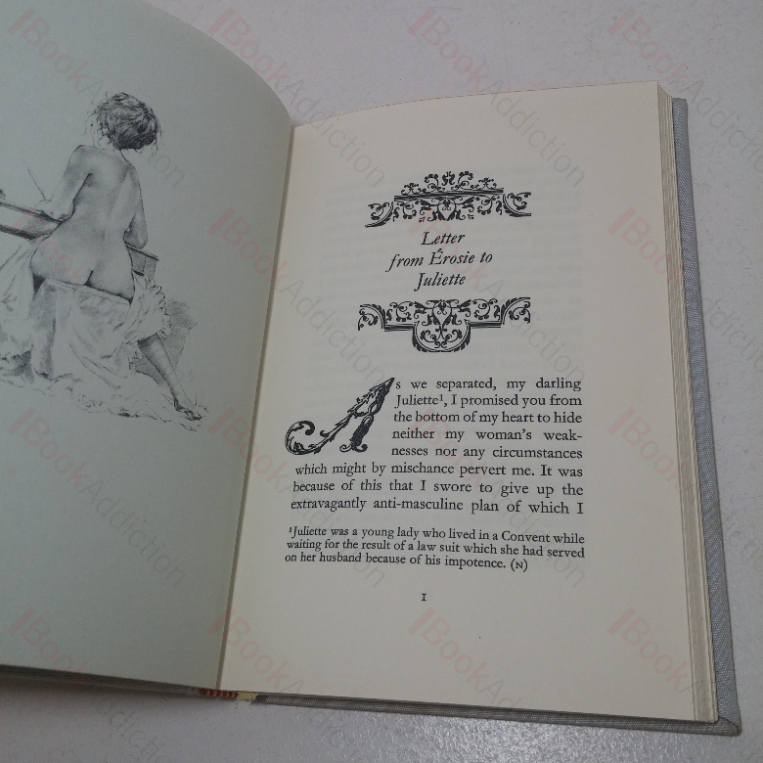 Letter
from Érosie to
Juliette
As we separated, my darling
Juliette¹, I promised you from
the bottom of my heart to hide
neither my woman's weak-
nesses nor any circumstances
which might by mischance pervert me. It was
because of this that I swore to give up the
extravagantly anti-masculine plan of which I
¹Juliette was a young lady who lived in a Convent while
waiting for the result of a law suit which she had served
on her husband because of his impotence. (N)
I
BookAddiction